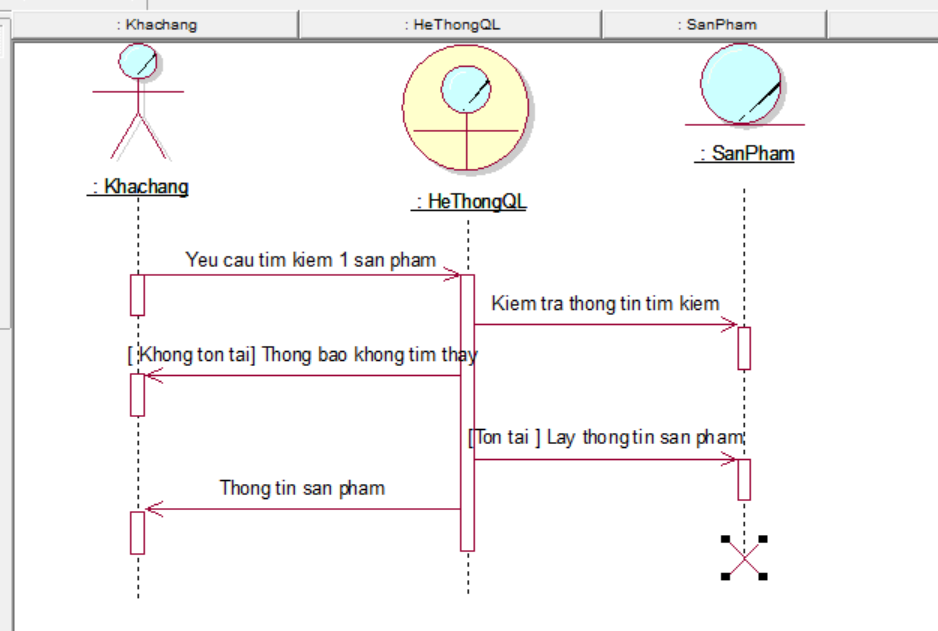 : Khachang
: HeThongQL
: SanPham
: Khachang
: HeThongQL
: SanPham
Yeu cau tim kiem 1 san pham
Kiem tra thong tin tim kiem
[ Khong ton tai] Thong bao khong tim thay
[Ton tai ] Lay thong tin san pham
Thong tin san pham